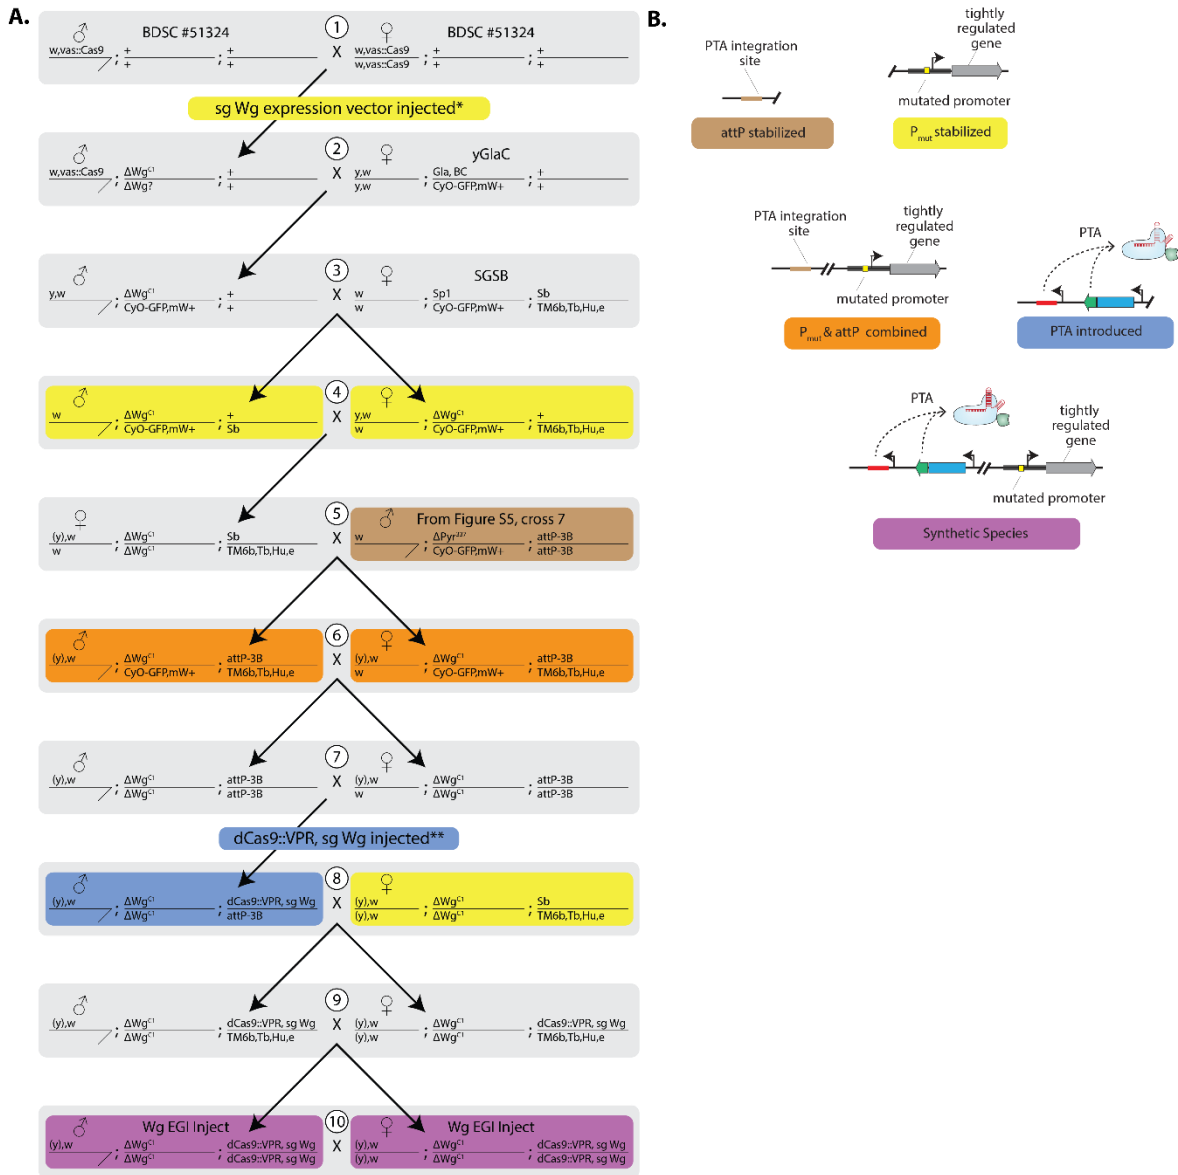 A.
♂ BDSC #51324 1 ♀ BDSC #51324
w,vas::Cas9 ; + ; + X w,vas::Cas9 ; + ; +
+ + w,vas::Cas9 + +
sg Wg expression vector injected*
♂ 2 ♀ yGlaC
w,vas::Cas9 ; ΔWgC1 ; + X y,w ; Gla, BC ; +
ΔWg? + y,w CyO-GFP,mW+ +
♂ 3 ♀ SGSB
y,w ; ΔWgC1 ; + X w ; Sp1 ; Sb
CyO-GFP,mW+ + w CyO-GFP,mW+ TM6b,Tb,Hu,e
♂ 4 ♀
w ; ΔWgC1 ; + X y,w ; ΔWgC1 ; +
CyO-GFP,mW+ Sb w CyO-GFP,mW+ TM6b,Tb,Hu,e
♀ 5 ♂ From Figure S5, cross 7
(y),w ; ΔWgC1 ; Sb X w ; ΔPyr217 ; attP-3B
w ΔWgC1 TM6b,Tb,Hu,e CyO-GFP,mW+ attP-3B
♂ 6 ♀
(y),w ; ΔWgC1 ; attP-3B X (y),w ; ΔWgC1 ; attP-3B
CyO-GFP,mW+ TM6b,Tb,Hu,e w CyO-GFP,mW+ TM6b,Tb,Hu,e
♂ 7 ♀
(y),w ; ΔWgC1 ; attP-3B X (y),w ; ΔWgC1 ; attP-3B
ΔWgC1 attP-3B w ΔWgC1 attP-3B
dCas9::VPR, sg Wg injected**
♂ 8 ♀
(y),w ; ΔWgC1 ; dCas9::VPR, sg Wg X (y),w ; ΔWgC1 ; Sb
ΔWgC1 attP-3B (y),w ΔWgC1 TM6b,Tb,Hu,e
♂ 9 ♀
(y),w ; ΔWgC1 ; dCas9::VPR, sg Wg X (y),w ; ΔWgC1 ; dCas9::VPR, sg Wg
ΔWgC1 TM6b,Tb,Hu,e (y),w ΔWgC1 TM6b,Tb,Hu,e
♂ Wg EGI Inject 10 ♀ Wg EGI Inject
(y),w ; ΔWgC1 ; dCas9::VPR, sg Wg X (y),w ; ΔWgC1 ; dCas9::VPR, sg Wg
ΔWgC1 dCas9::VPR, sg Wg (y),w ΔWgC1 dCas9::VPR, sg Wg
B.
PTA integration
site
attP stabilized
tightly
regulated
gene
mutated promoter
Pmut stabilized
PTA integration
site
tightly
regulated
gene
mutated promoter
Pmut & attP combined
PTA
PTA introduced
PTA
tightly
regulated
gene
mutated promoter
Synthetic Species